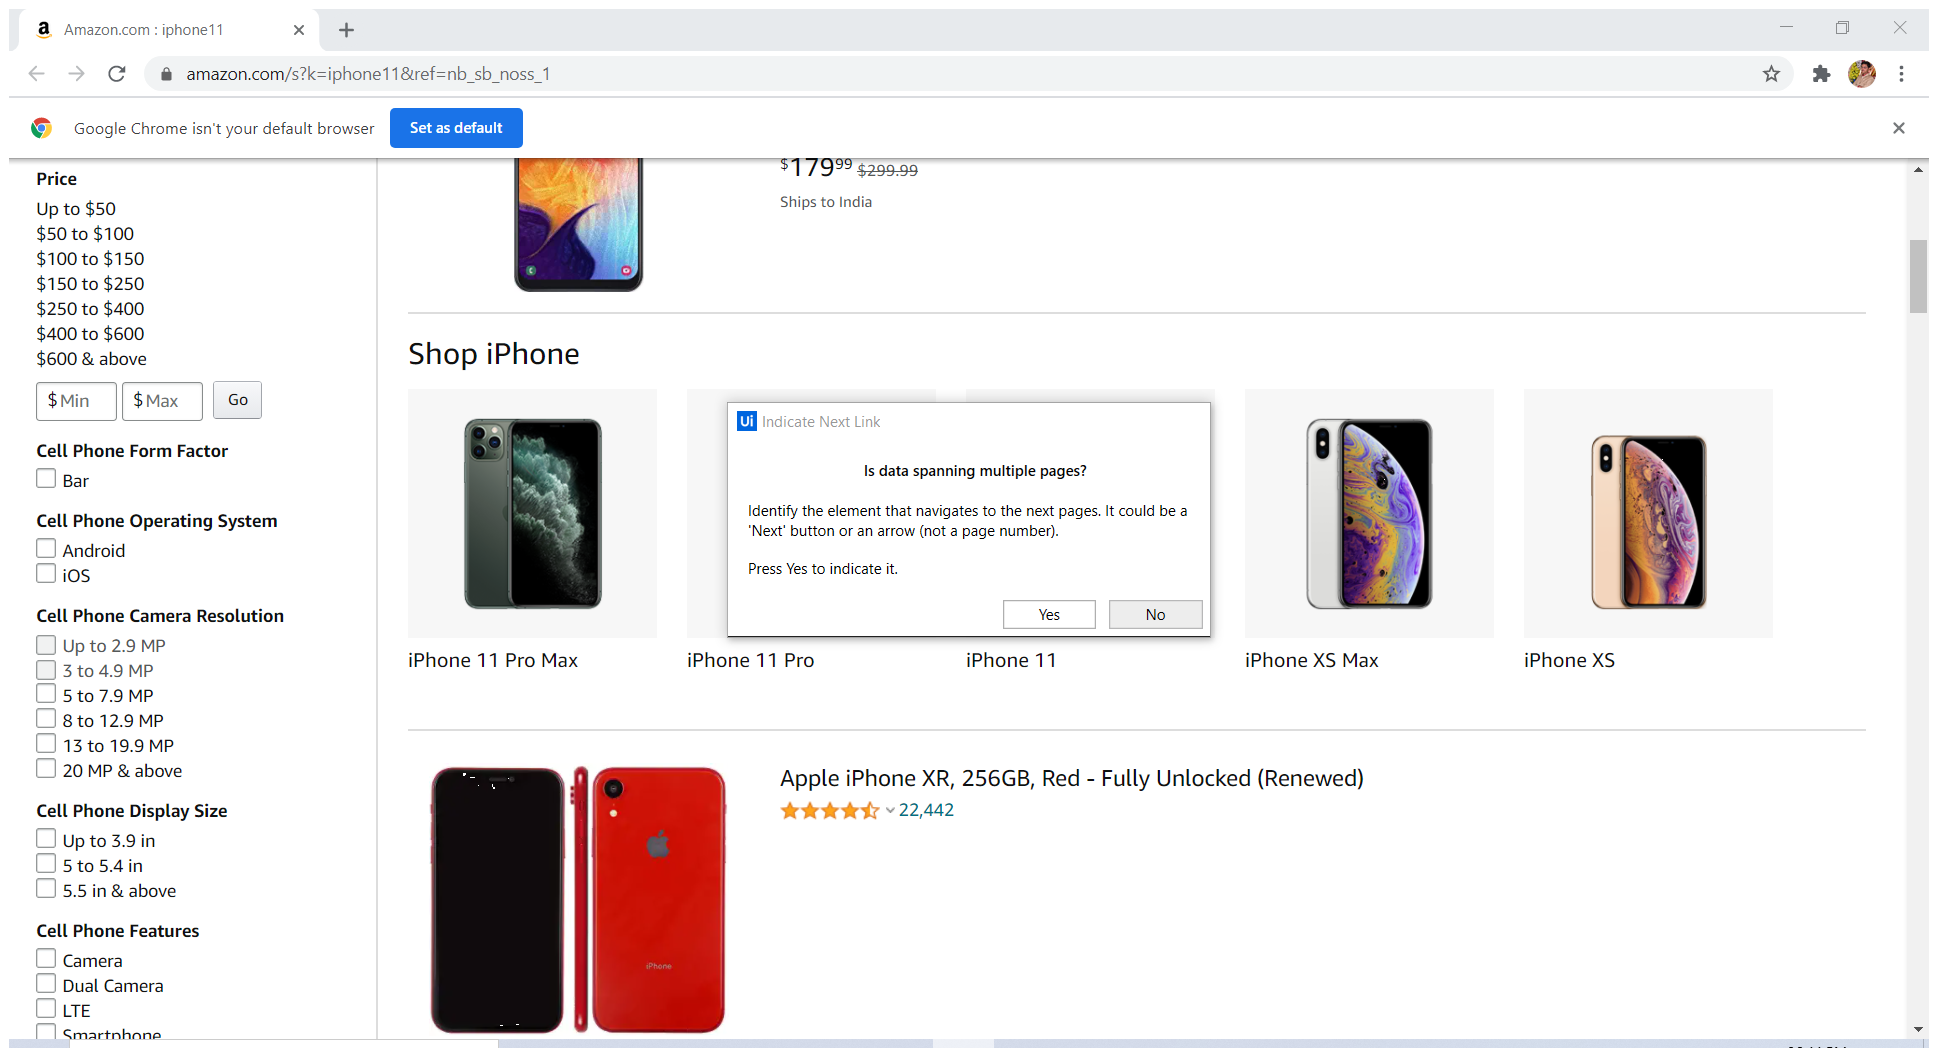 Amazon.com : iphone11
amazon.com/s?k=iphone11&ref=nb_sb_noss_1
Google Chrome isn't your default browser
Set as default
Price
Up to $50
$50 to $100
$100 to $150
$150 to $250
$250 to $400
$400 to $600
$600 & above
$ Min $ Max Go
Cell Phone Form Factor
Bar
Cell Phone Operating System
Android
iOS
Cell Phone Camera Resolution
Up to 2.9 MP
3 to 4.9 MP
5 to 7.9 MP
8 to 12.9 MP
13 to 19.9 MP
20 MP & above
Cell Phone Display Size
Up to 3.9 in
5 to 5.4 in
5.5 in & above
Cell Phone Features
Camera
Dual Camera
LTE
Smartphone
$179⁹⁹ $299.99
Ships to India
Shop iPhone
Ui Indicate Next Link
Is data spanning multiple pages?
Identify the element that navigates to the next pages. It could be a
'Next' button or an arrow (not a page number).
Press Yes to indicate it.
Yes No
iPhone 11 Pro Max
iPhone 11 Pro
iPhone 11
iPhone XS Max
iPhone XS
Apple iPhone XR, 256GB, Red - Fully Unlocked (Renewed)
22,442
iPhone